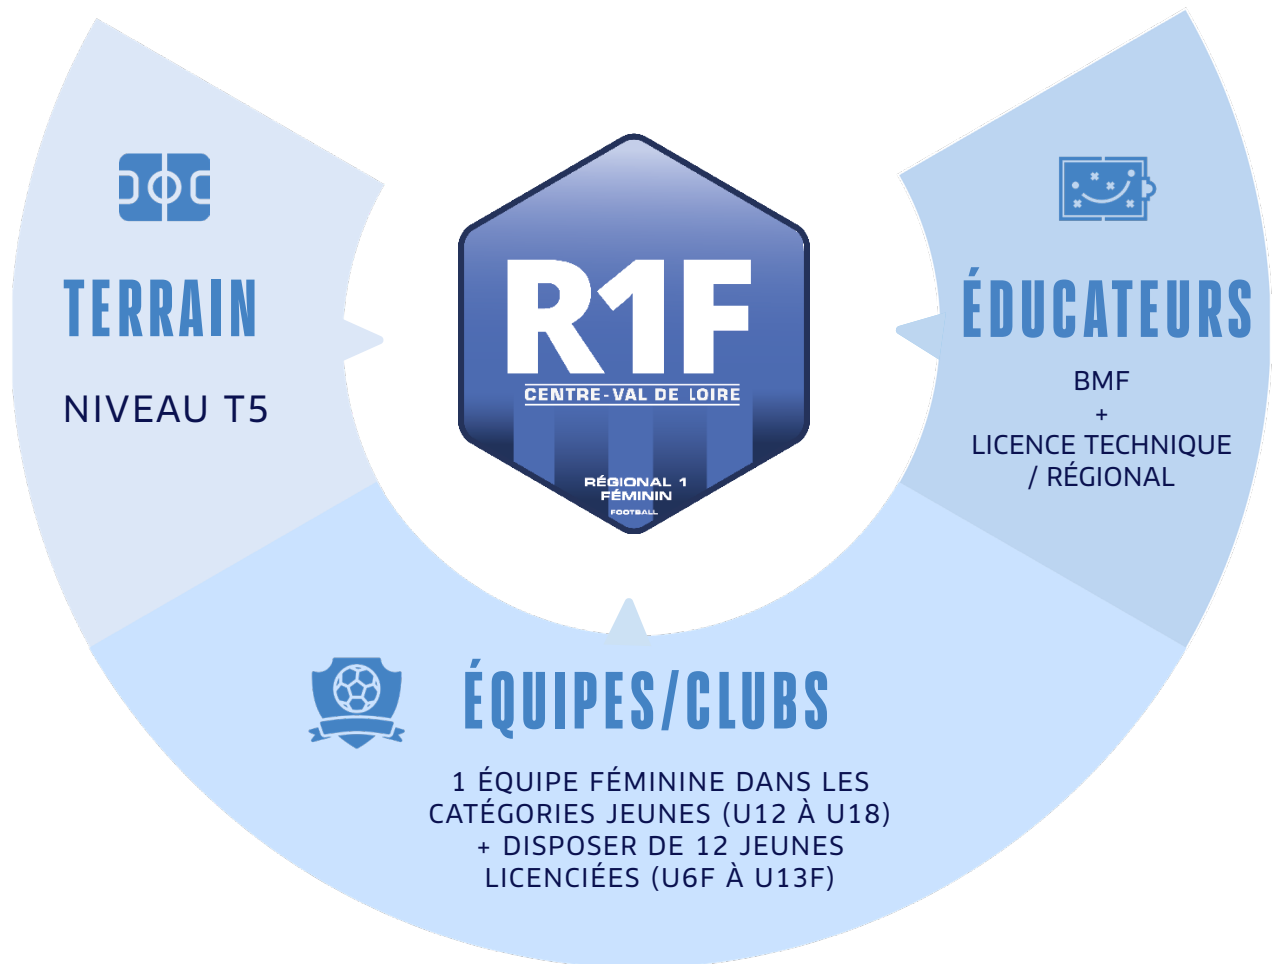 TERRAIN
NIVEAU T5
R1F
CENTRE-VAL DE LOIRE
RÉGIONAL 1
FÉMININ
FOOTBALL
ÉDUCATEURS
BMF
+
LICENCE TECHNIQUE
/ RÉGIONAL
ÉQUIPES/CLUBS
1 ÉQUIPE FÉMININE DANS LES
CATÉGORIES JEUNES (U12 À U18)
+ DISPOSER DE 12 JEUNES
LICENCIÉES (U6F À U13F)